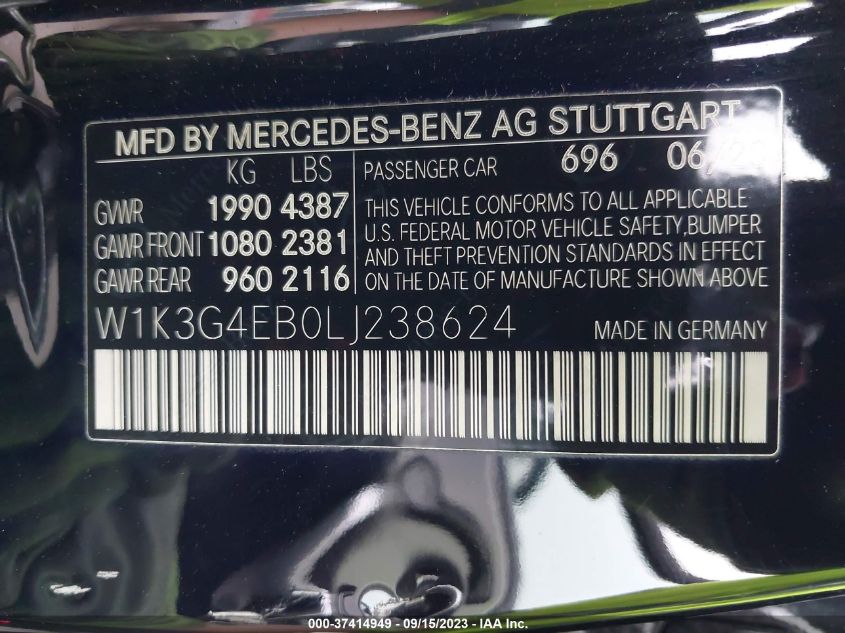 MFD BY MERCEDES-BENZ AG STUTTGART
KG LBS
GVWR 1990 4387
GAWR FRONT 1080 2381
GAWR REAR 960 2116
PASSENGER CAR 696 06/20
THIS VEHICLE CONFORMS TO ALL APPLICABLE
U.S. FEDERAL MOTOR VEHICLE SAFETY, BUMPER
AND THEFT PREVENTION STANDARDS IN EFFECT
ON THE DATE OF MANUFACTURE SHOWN ABOVE
W1K3G4EB0LJ238624 MADE IN GERMANY
000-37414949 - 09/15/2023 - IAA Inc.